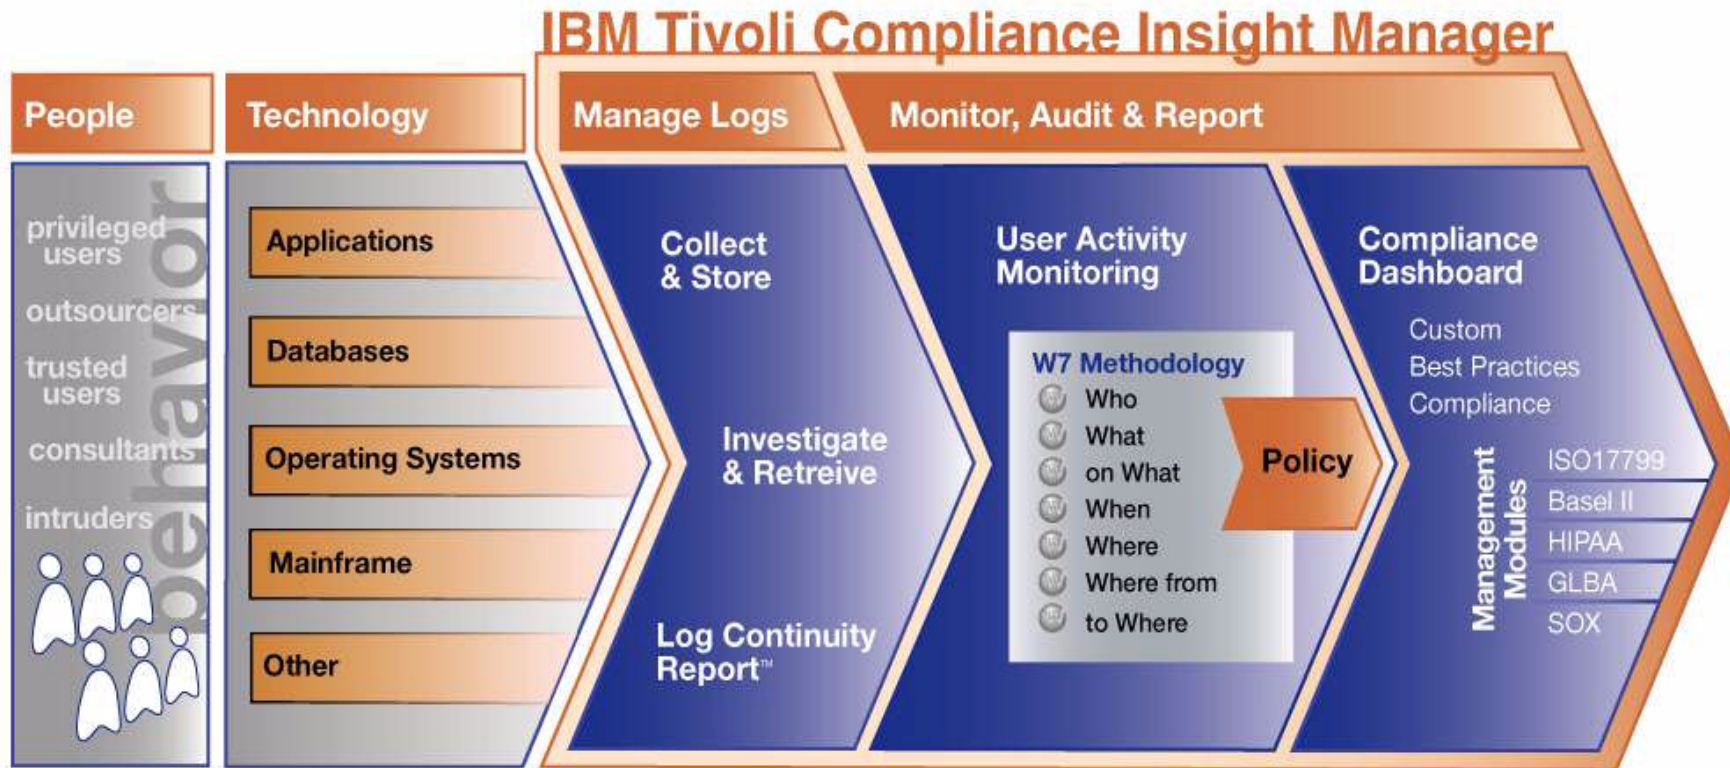 IBM Tivoli Compliance Insight Manager
People
behavior
privileged
users
outsourcers
trusted
users
consultants
intruders
Technology
Applications
Databases
Operating Systems
Mainframe
Other
Manage Logs
Collect
& Store
Investigate
& Retreive
Log Continuity
Report™
Monitor, Audit & Report
User Activity
Monitoring
W7 Methodology
Who
What
on What
When
Where
Where from
to Where
Policy
Compliance
Dashboard
Custom
Best Practices
Compliance
Management
Modules
ISO17799
Basel II
HIPAA
GLBA
SOX